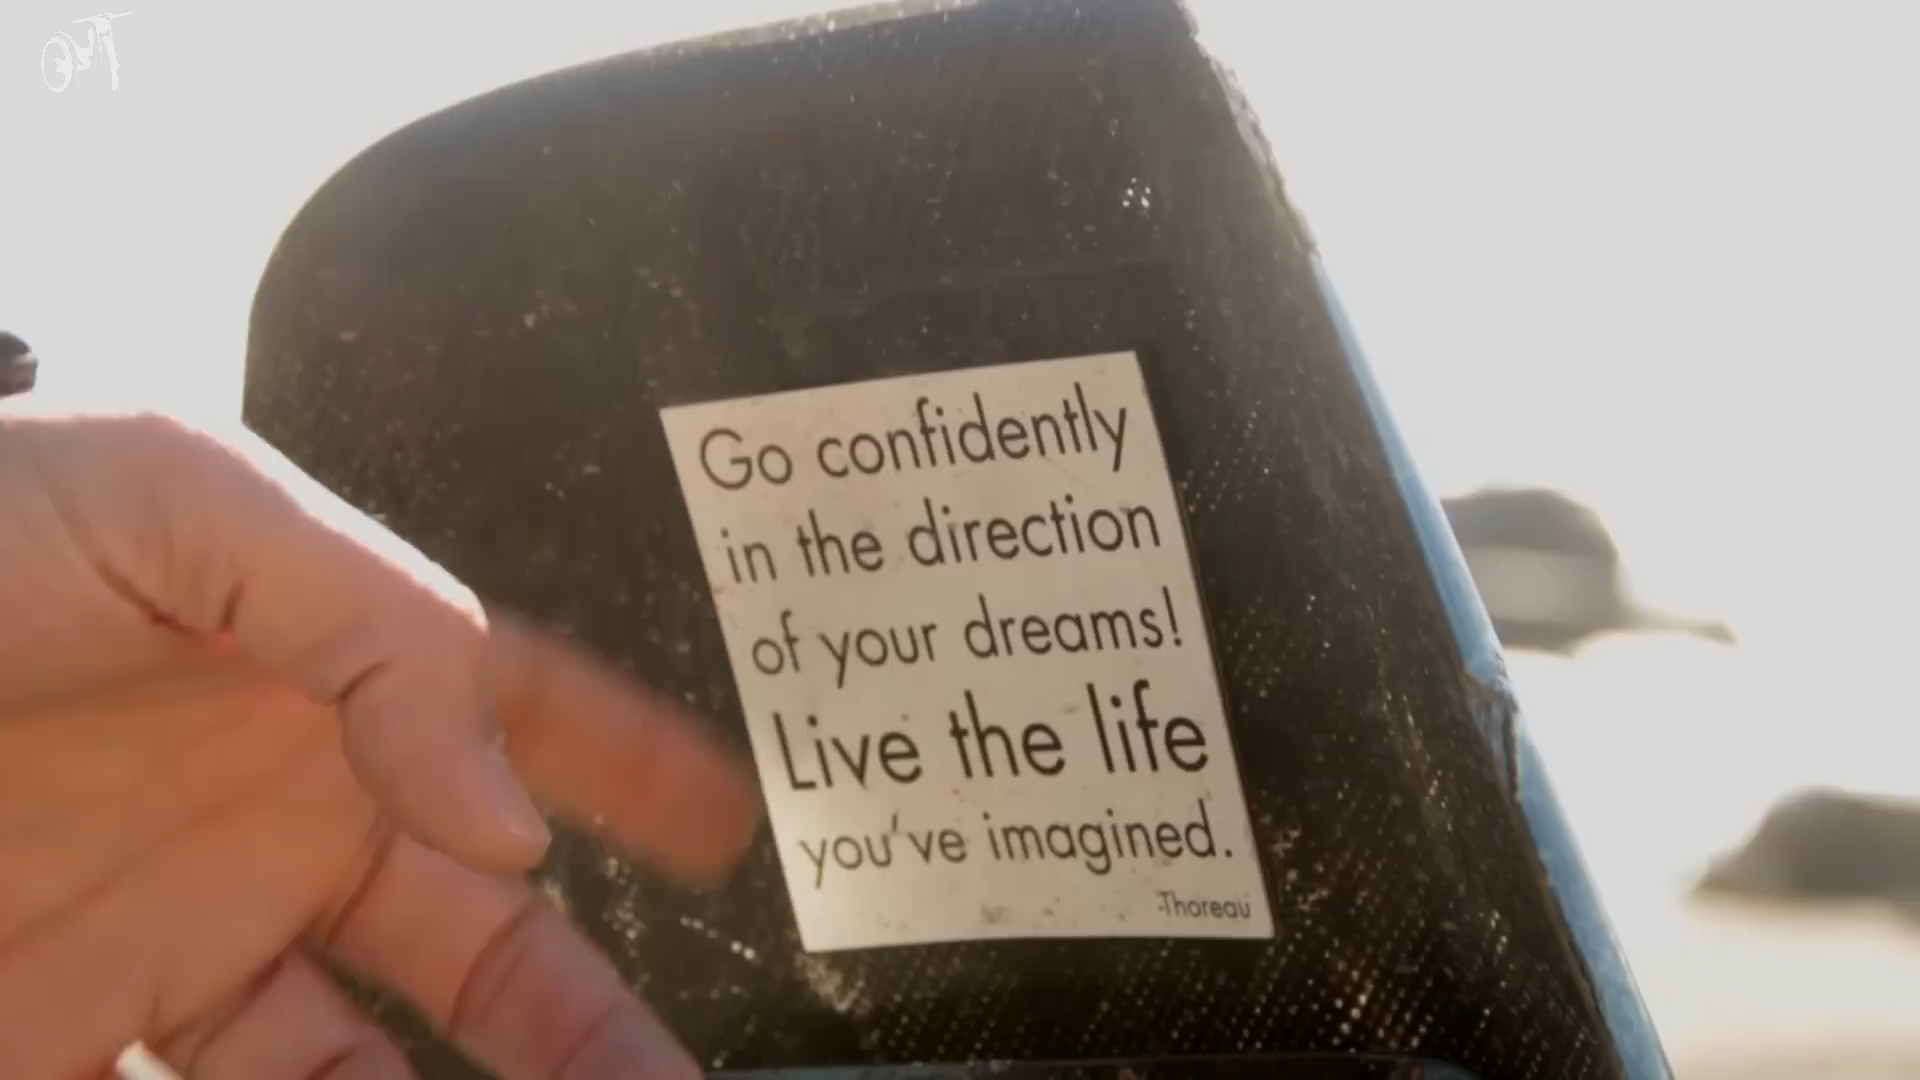 Go confidently
in the direction
of your dreams!
Live the life
you've imagined.
-Thoreau